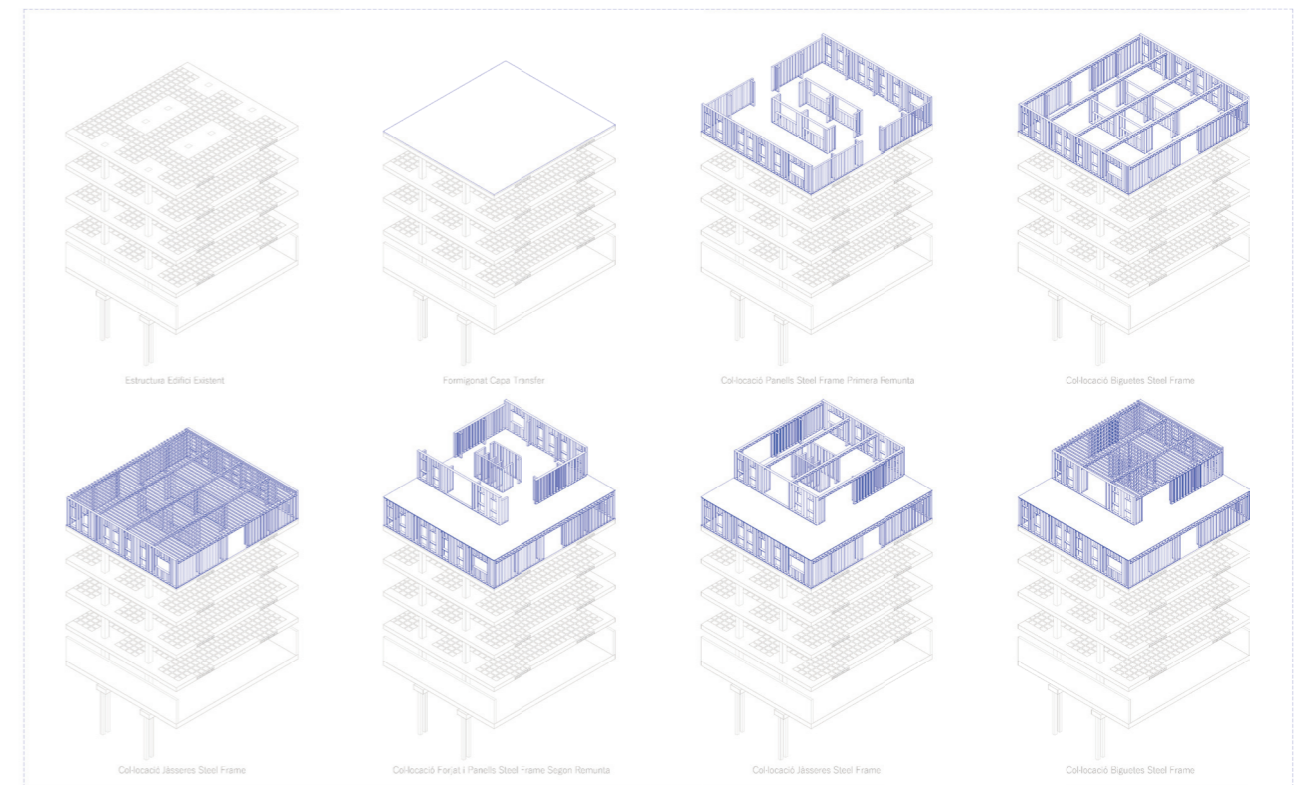 Estructura Edifici Existent
Formigonat Capa Transfer
Col·locació Panells Steel Frame Primera Remunta
Col·locació Biguetes Steel Frame
Col·locació Jàsseres Steel Frame
Col·locació Forjat i Panells Steel Frame Segon Remunta
Col·locació Jàsseres Steel Frame
Col·locació Biguetes Steel Frame